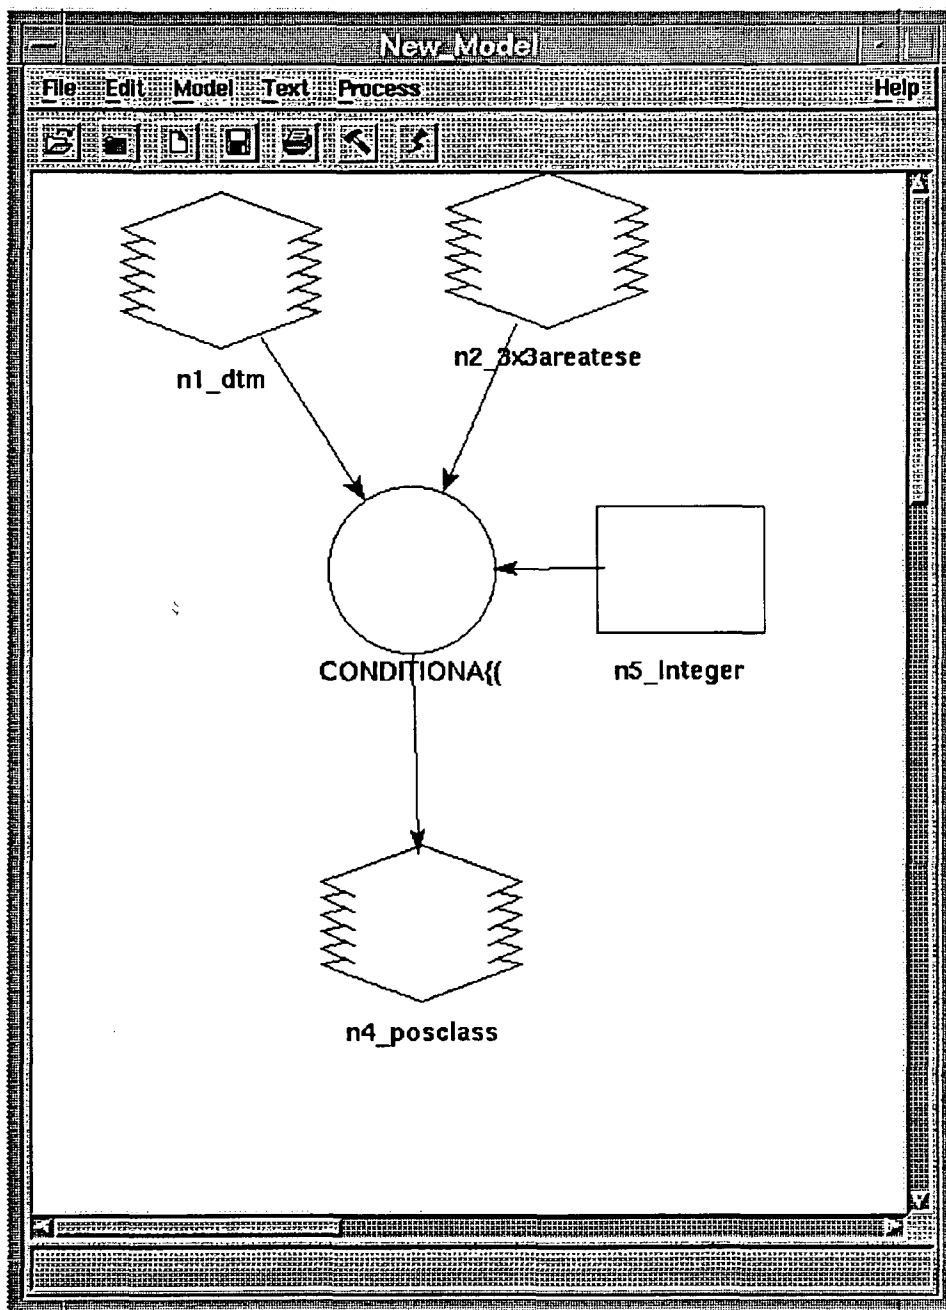 New_Model
File Edit Model Text Process Help
n1_dtm
n2_3x3areatese
CONDITIONA{(
n5_Integer
n4_posclass